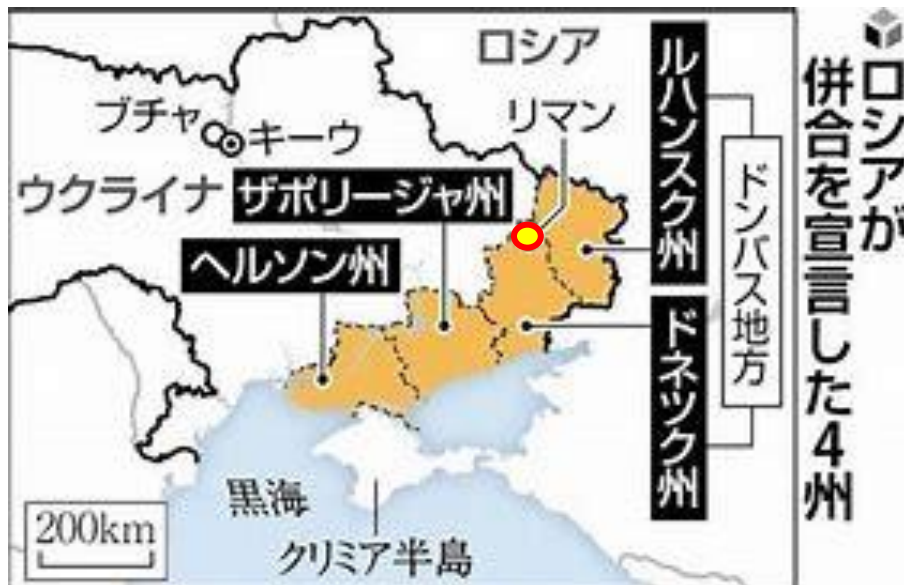 ロシアが
併合を宣言した4州
ロシア
ルハンスク州
リマン
ブチャ
キーウ
ドンバス地方
ウクライナ
ザポリージャ州
ヘルソン州
ドネツク州
黒海
クリミア半島
200km